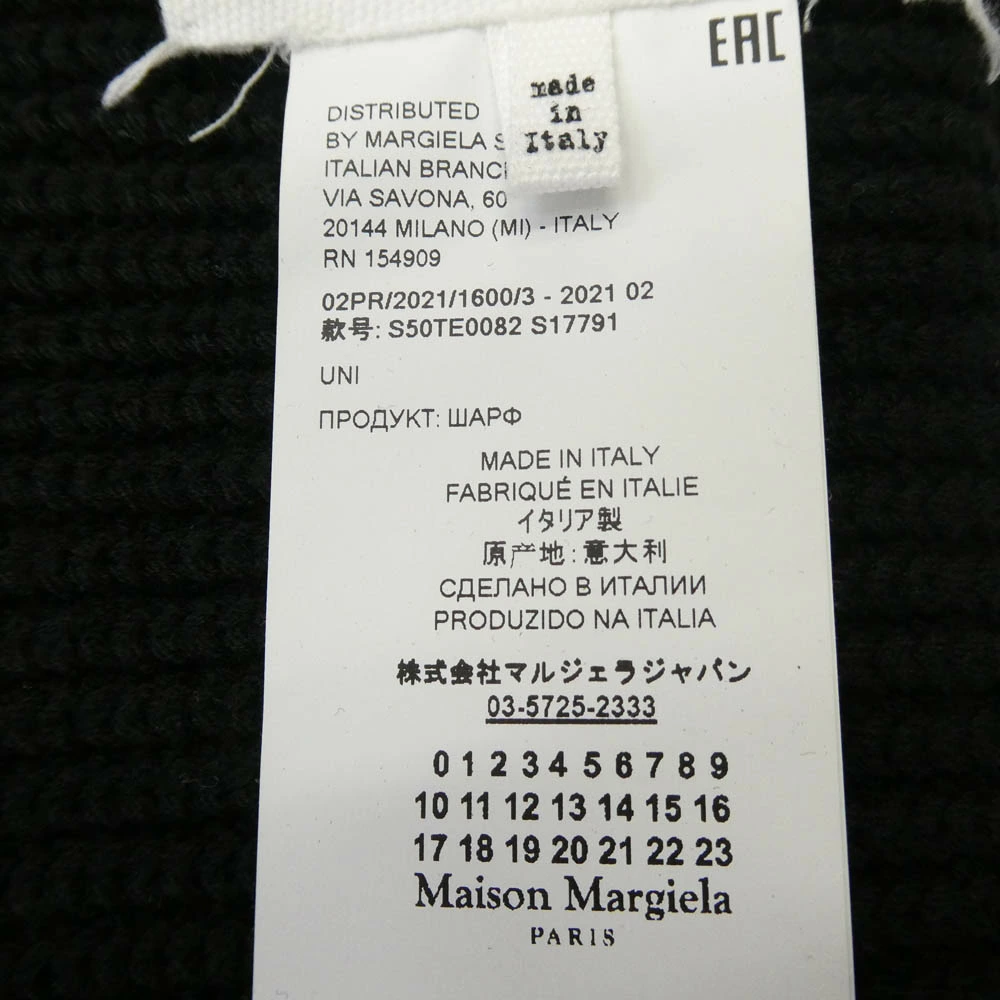 EAC
made
in
Italy
DISTRIBUTED
BY MARGIELA
ITALIAN
VIA SAVONA, 60
20144 MILANO (MI) - ITALY
RN 154909
02PR/2021/1600/3 - 2021 02
款号: S50TE0082 S17791
UNI
ПРОДУКТ: ШАРФ
MADE IN ITALY
FABRIQUÉ EN ITALIE
イタリア製
原产地: 意大利
СДЕЛАНО В ИТАЛИИ
PRODUZIDO NA ITALIA
株式会社マルジェラジャパン
03-5725-2333
0 1 2 3 4 5 6 7 8 9
10 11 12 13 14 15 16
17 18 19 20 21 22 23
Maison Margiela
PARIS